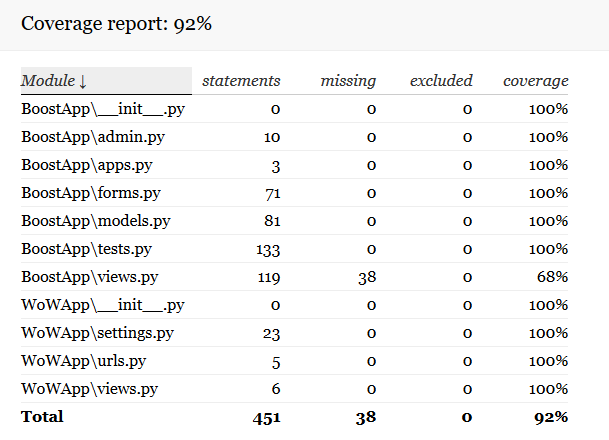 Coverage report: 92%
Module ↓ statements missing excluded coverage
BoostApp\__init__.py 0 0 0 100%
BoostApp\admin.py 10 0 0 100%
BoostApp\apps.py 3 0 0 100%
BoostApp\forms.py 71 0 0 100%
BoostApp\models.py 81 0 0 100%
BoostApp\tests.py 133 0 0 100%
BoostApp\views.py 119 38 0 68%
WoWApp\__init__.py 0 0 0 100%
WoWApp\settings.py 23 0 0 100%
WoWApp\urls.py 5 0 0 100%
WoWApp\views.py 6 0 0 100%
Total 451 38 0 92%